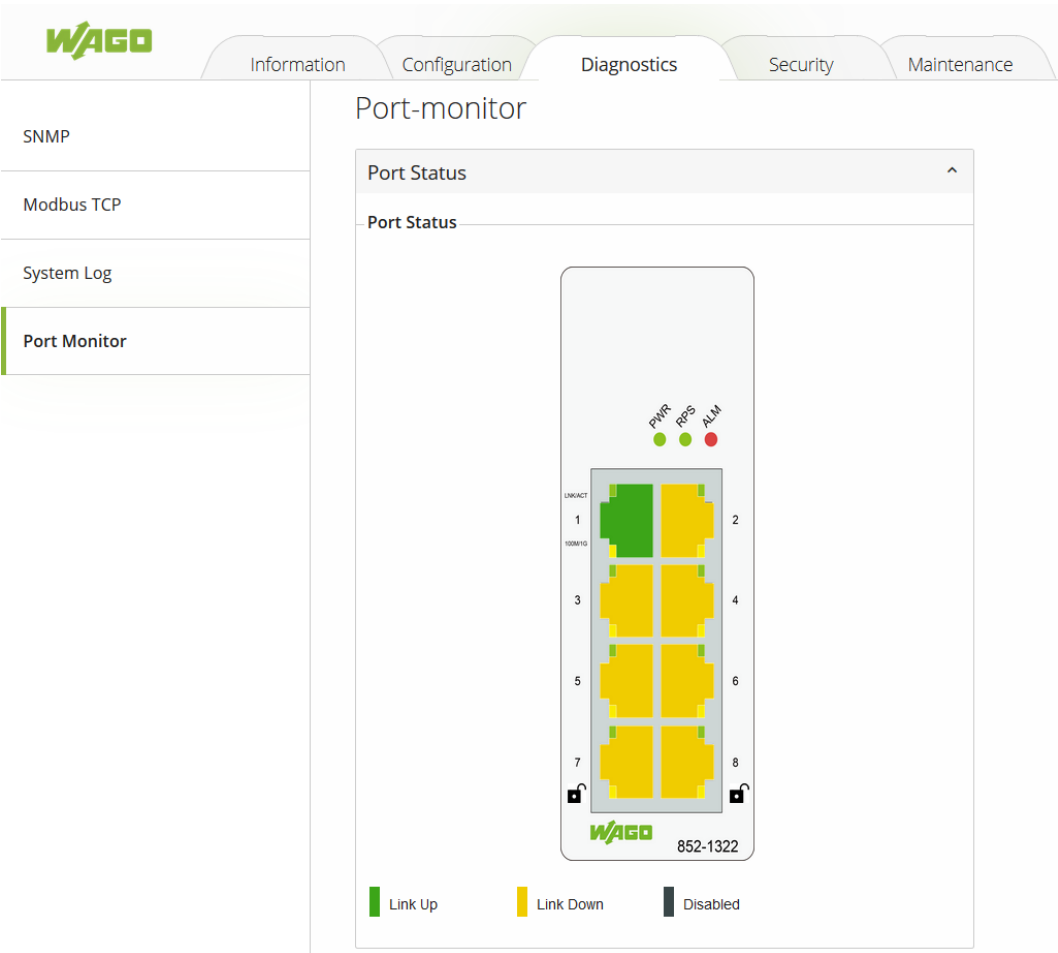 WAGO
Information Configuration Diagnostics Security Maintenance
SNMP
Modbus TCP
System Log
Port Monitor
Port-monitor
Port Status
Port Status
PWR RPS ALM
LNK/ACT
1 2
100M/1G
3 4
5 6
7 8
WAGO
852-1322
Link Up Link Down Disabled